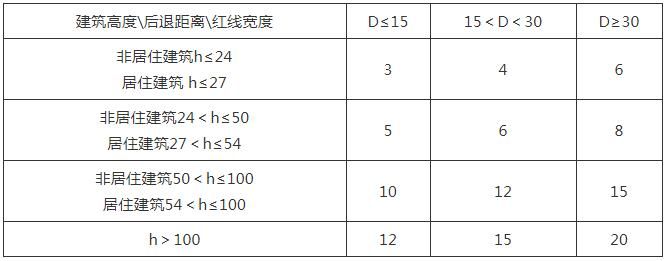 建筑高度\后退距离\红线宽度 D≤15 15＜D＜30 D≥30
非居住建筑h≤24
居住建筑 h≤27
3 4 6
非居住建筑24＜h≤50
居住建筑27＜h≤54
5 6 8
非居住建筑50＜h≤100
居住建筑54＜h≤100
10 12 15
h＞100 12 15 20